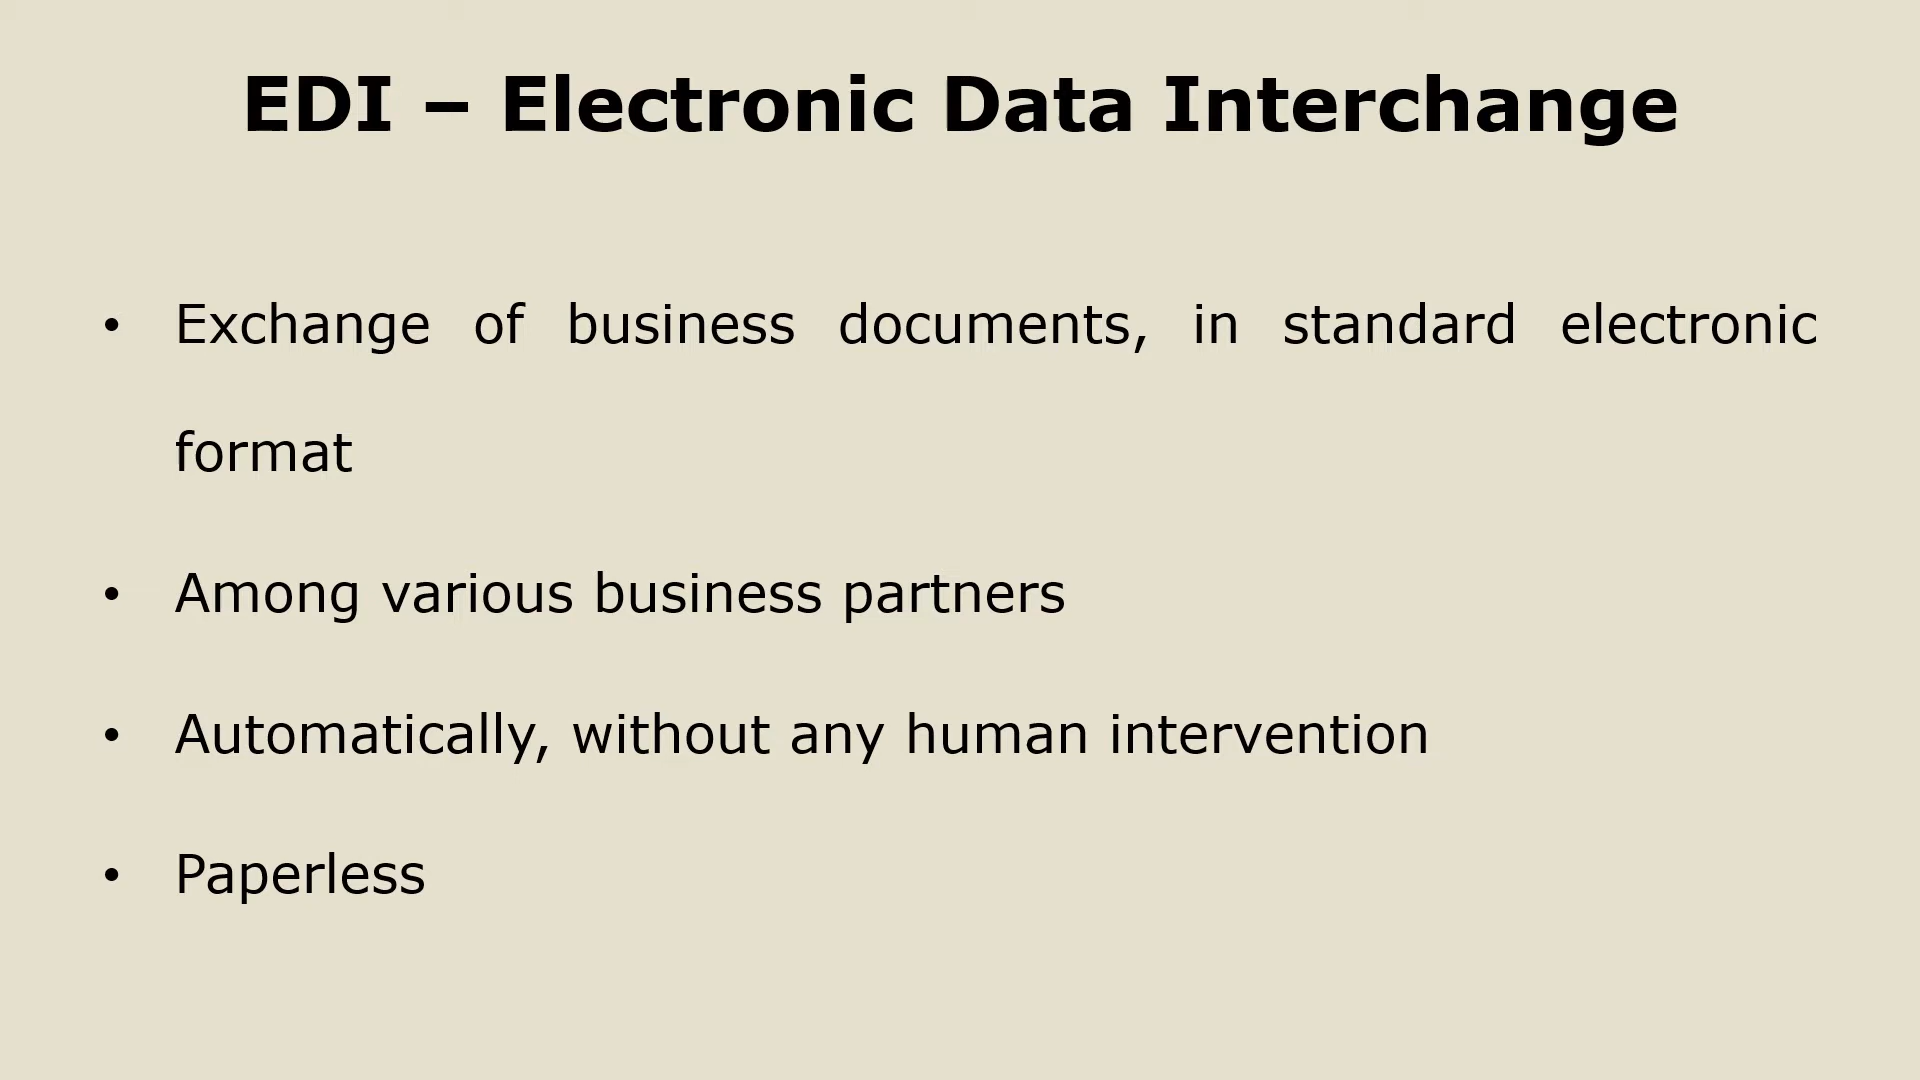 EDI – Electronic Data Interchange
• Exchange of business documents, in standard electronic
format
• Among various business partners
• Automatically, without any human intervention
• Paperless